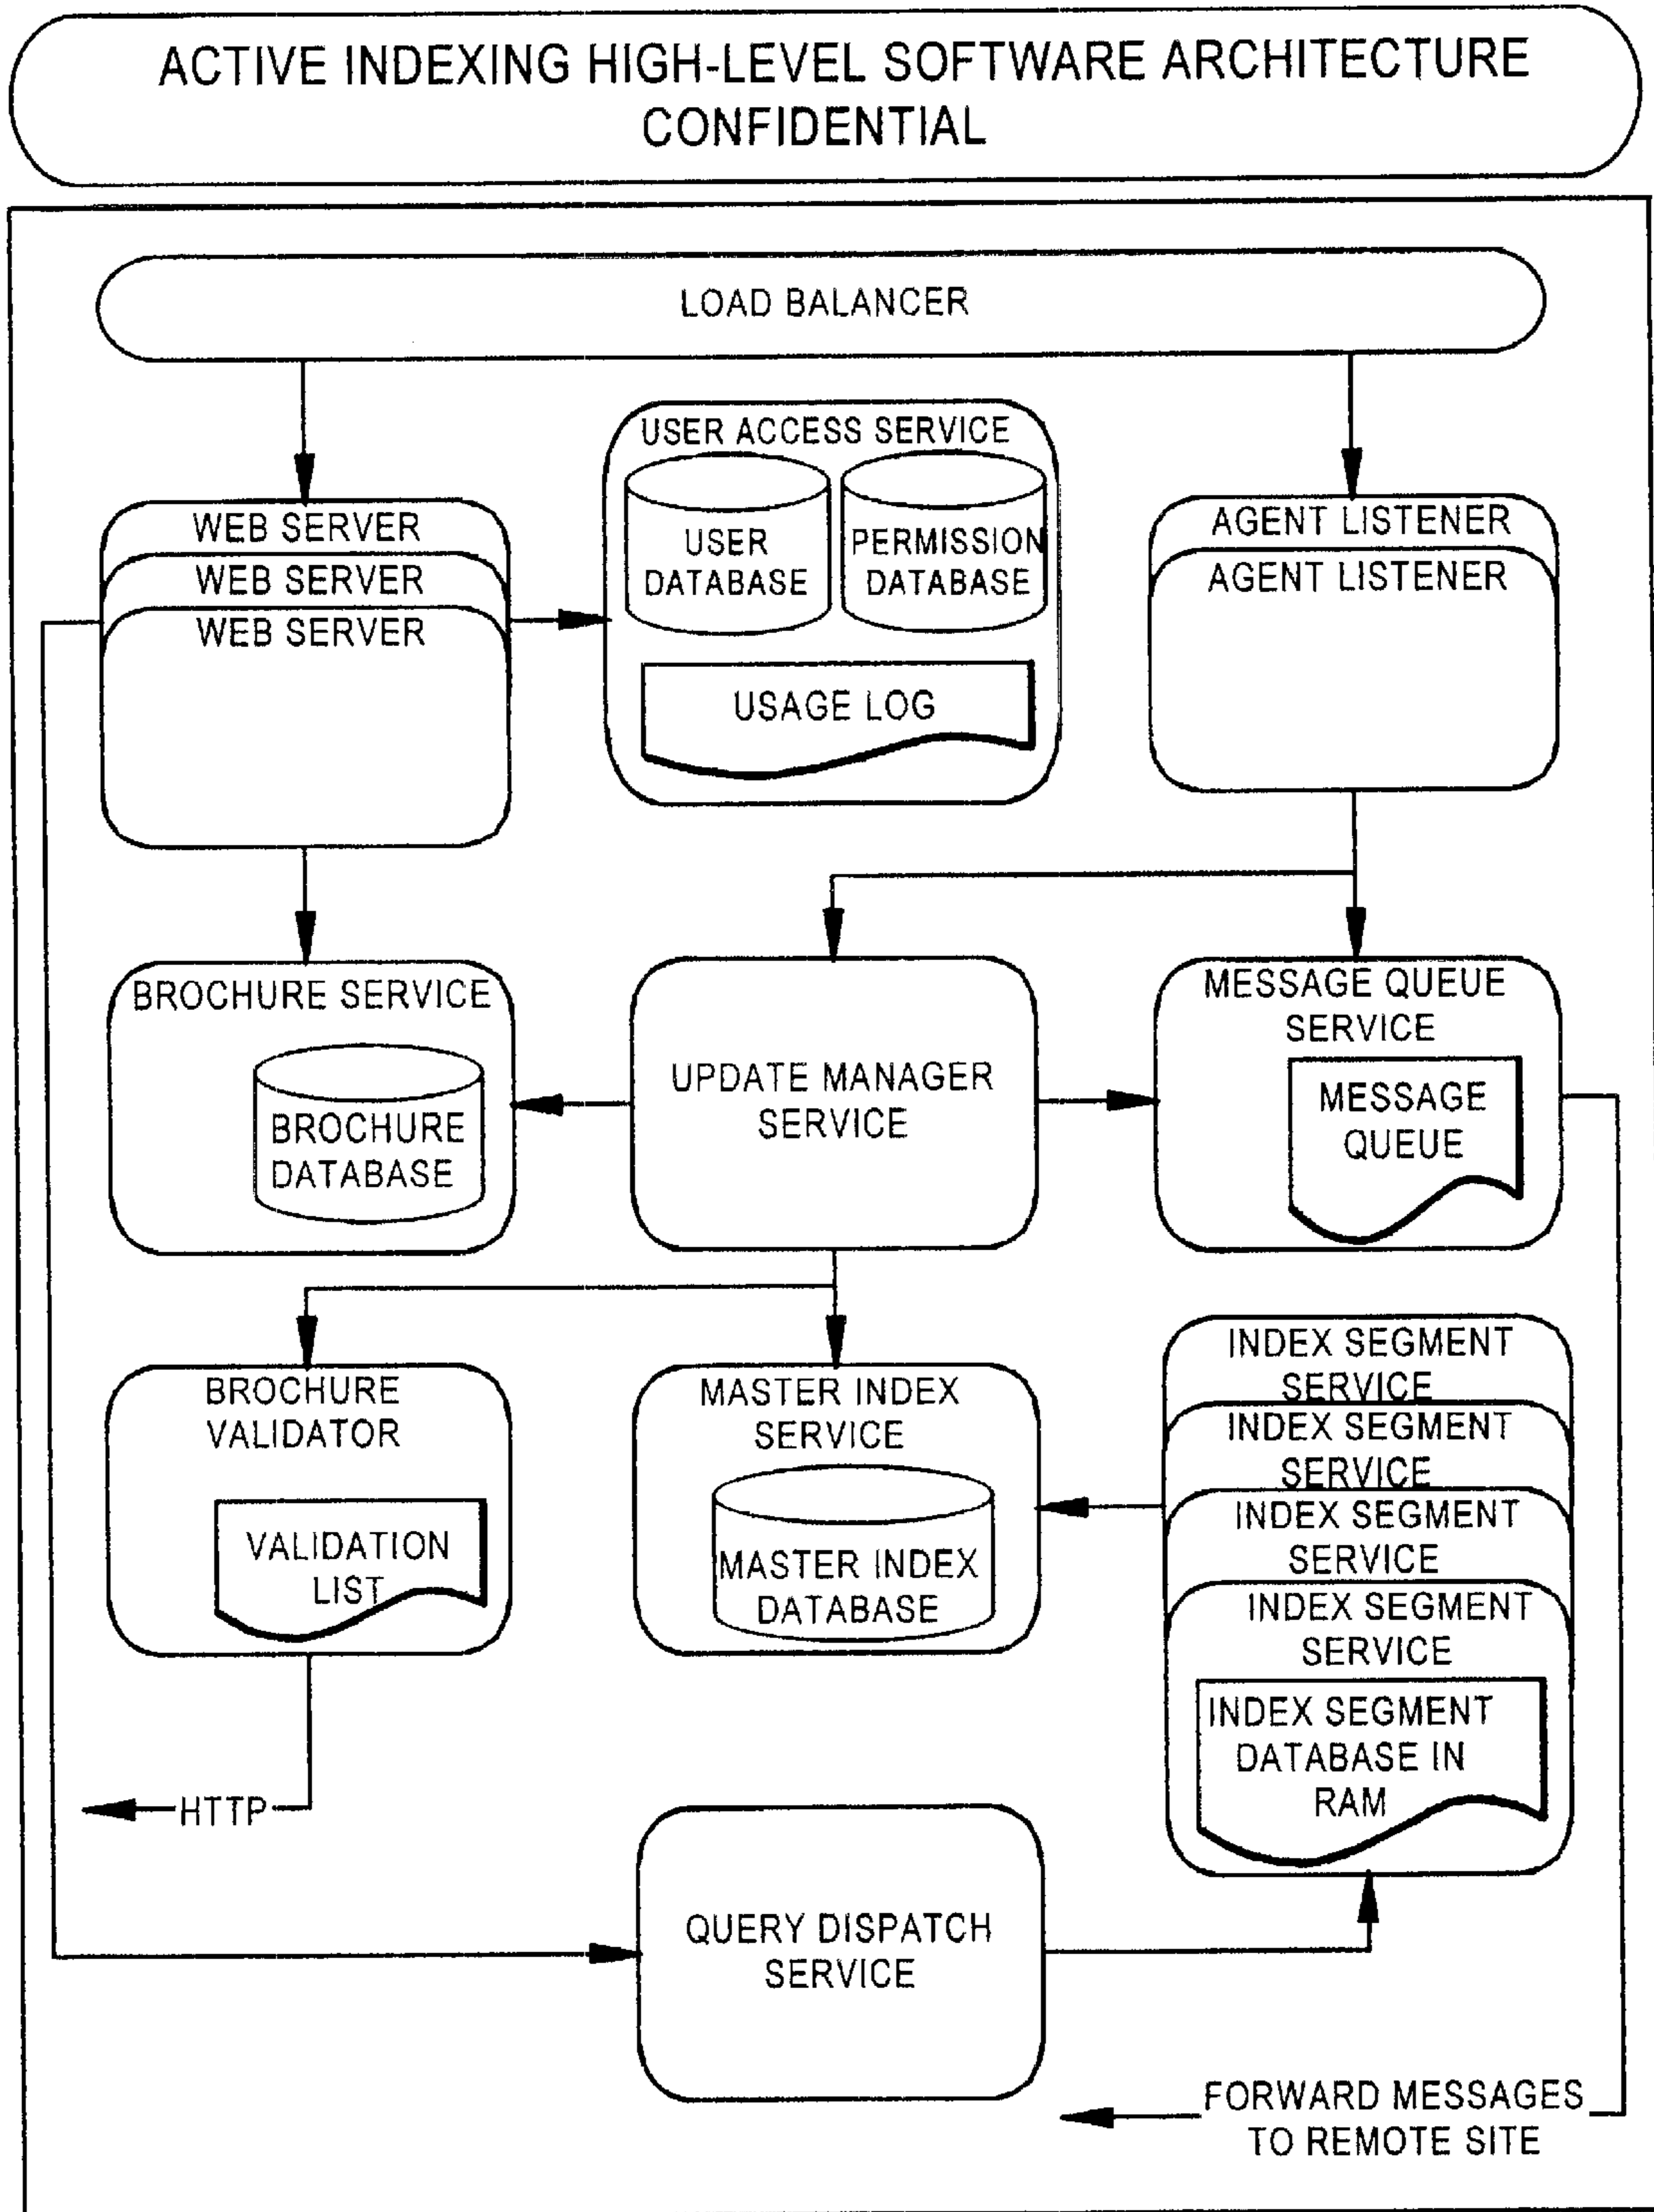 ACTIVE INDEXING HIGH-LEVEL SOFTWARE ARCHITECTURE
CONFIDENTIAL
LOAD BALANCER
WEB SERVER
WEB SERVER
WEB SERVER
USER ACCESS SERVICE
USER
DATABASE
PERMISSION
DATABASE
USAGE LOG
AGENT LISTENER
AGENT LISTENER
BROCHURE SERVICE
BROCHURE
DATABASE
UPDATE MANAGER
SERVICE
MESSAGE QUEUE
SERVICE
MESSAGE
QUEUE
BROCHURE
VALIDATOR
VALIDATION
LIST
MASTER INDEX
SERVICE
MASTER INDEX
DATABASE
INDEX SEGMENT
SERVICE
INDEX SEGMENT
SERVICE
INDEX SEGMENT
SERVICE
INDEX SEGMENT
SERVICE
INDEX SEGMENT
DATABASE IN
RAM
HTTP
QUERY DISPATCH
SERVICE
FORWARD MESSAGES
TO REMOTE SITE